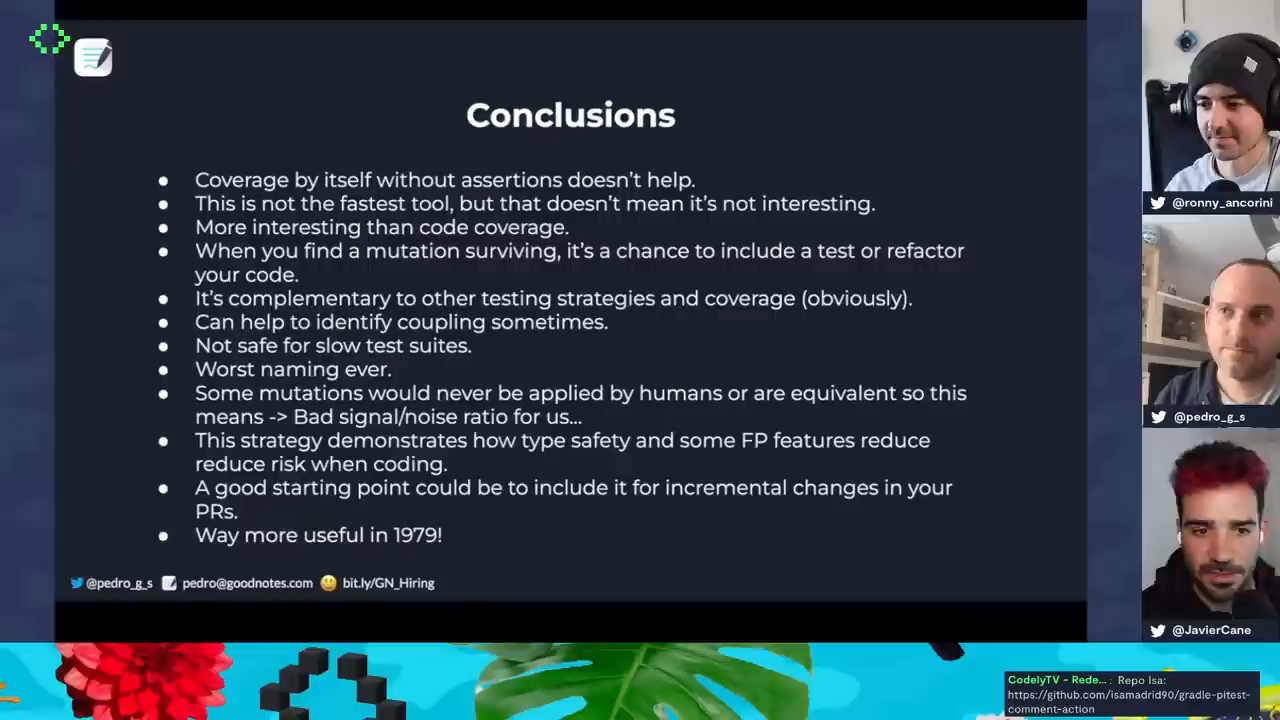 Conclusions
● Coverage by itself without assertions doesn't help.
● This is not the fastest tool, but that doesn't mean it's not interesting.
● More interesting than code coverage.
● When you find a mutation surviving, it's a chance to include a test or refactor
your code.
● It's complementary to other testing strategies and coverage (obviously).
● Can help to identify coupling sometimes.
● Not safe for slow test suites.
● Worst naming ever.
● Some mutations would never be applied by humans or are equivalent so this
means -> Bad signal/noise ratio for us...
● This strategy demonstrates how type safety and some FP features reduce
reduce risk when coding.
● A good starting point could be to include it for incremental changes in your
PRs.
● Way more useful in 1979!
@pedro_g_s pedro@goodnotes.com bit.ly/GN_Hiring
@ronny_ancorini
@pedro_g_s
@JavierCane
CodelyTV - Rede... : Repo Isa:
https://github.com/isamadrid90/gradle-pitest-
comment-action